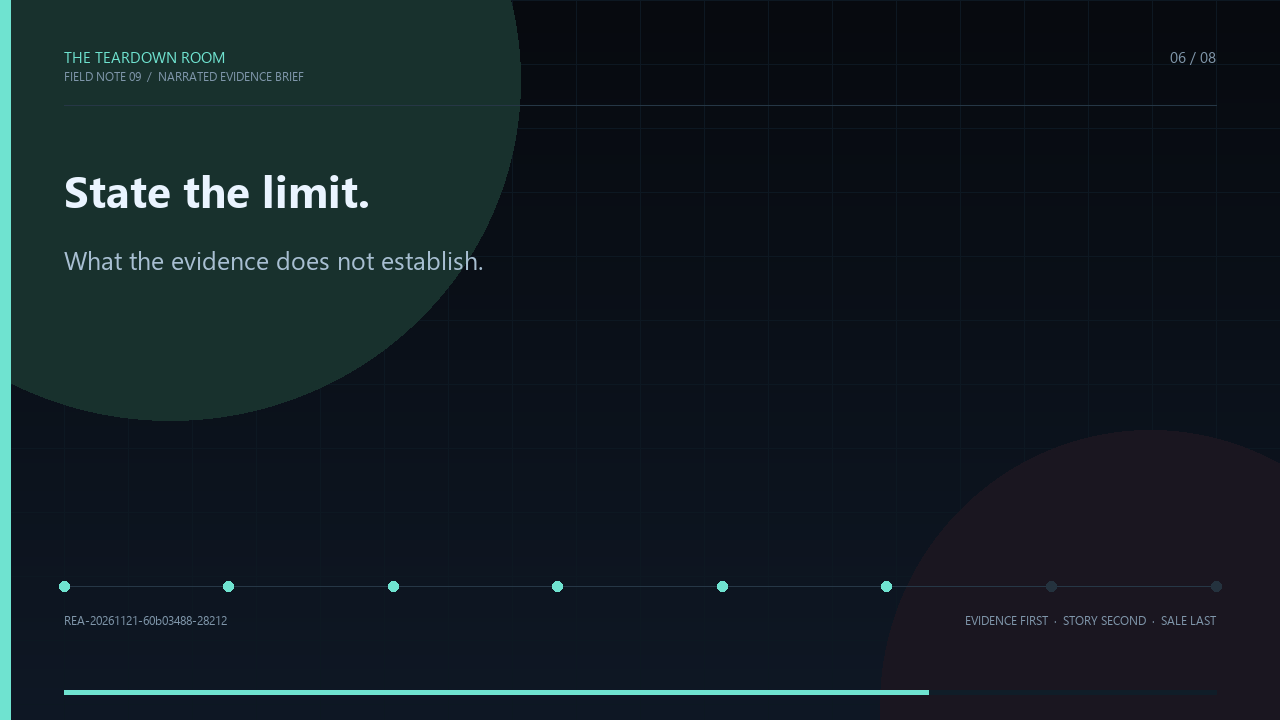 THE TEARDOWN ROOM
06 / 08
FIELD NOTE 09 / NARRATED EVIDENCE BRIEF
State the limit.
What the evidence does not establish.
REA-20261121-60b03488-28212
EVIDENCE FIRST · STORY SECOND · SALE LAST